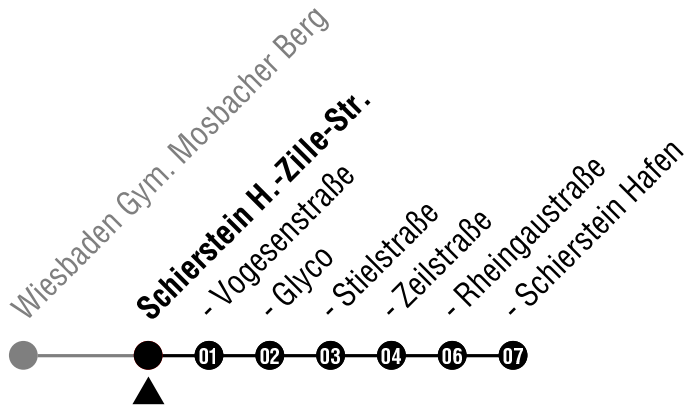 Wiesbaden Gym. Mosbacher Berg
Schierstein H.-Zille-Str.
- Vogesenstraße
- Glyco
- Stielstraße
- Zeilstraße
- Rheingaustraße
- Schierstein Hafen
01 02 03 04 06 07